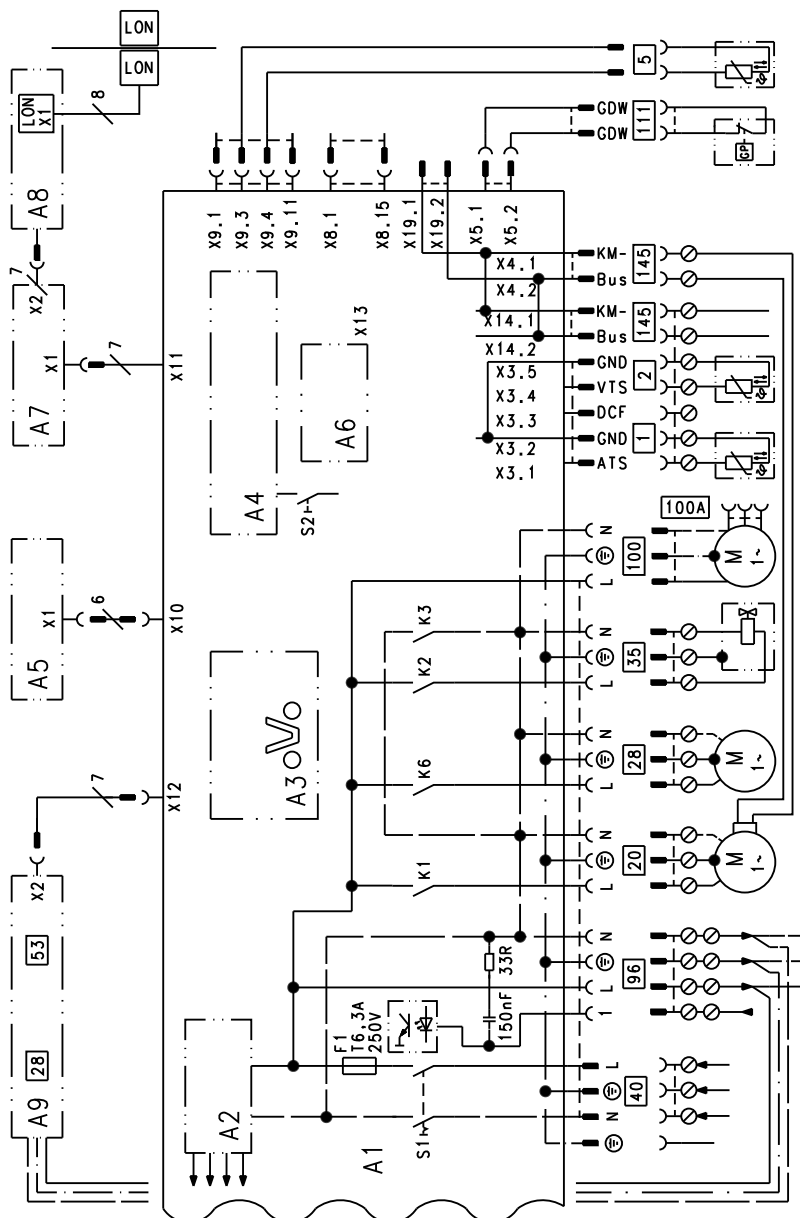 LON
LON
5
8
LON
X1
GDW
111
GDW
GP
A8
X9.1
X9.3
X9.4
X9.11
X8.1
X8.15
X19.1
X19.2
X5.1
X5.2
7
X2
X4.1
KM-
145
X4.2
Bus
X13
X14.1
KM-
145
X14.2
Bus
X1
7
X11
X3.5
GND
2
X3.4
VTS
A7
A6
X3.3
DCF
X3.2
GND
1
X3.1
ATS
A4
S2
100A
N
100
M
1~
L
X1
6
X10
K3
N
A5
K2
35
L
N
A3
28
M
1~
7
X12
K6
L
X2
N
20
M
1~
K1
L
53
N
33R
96
L
150nF
1
F1
T6,3A
250V
28
L
A9
A2
40
S1
N
A1